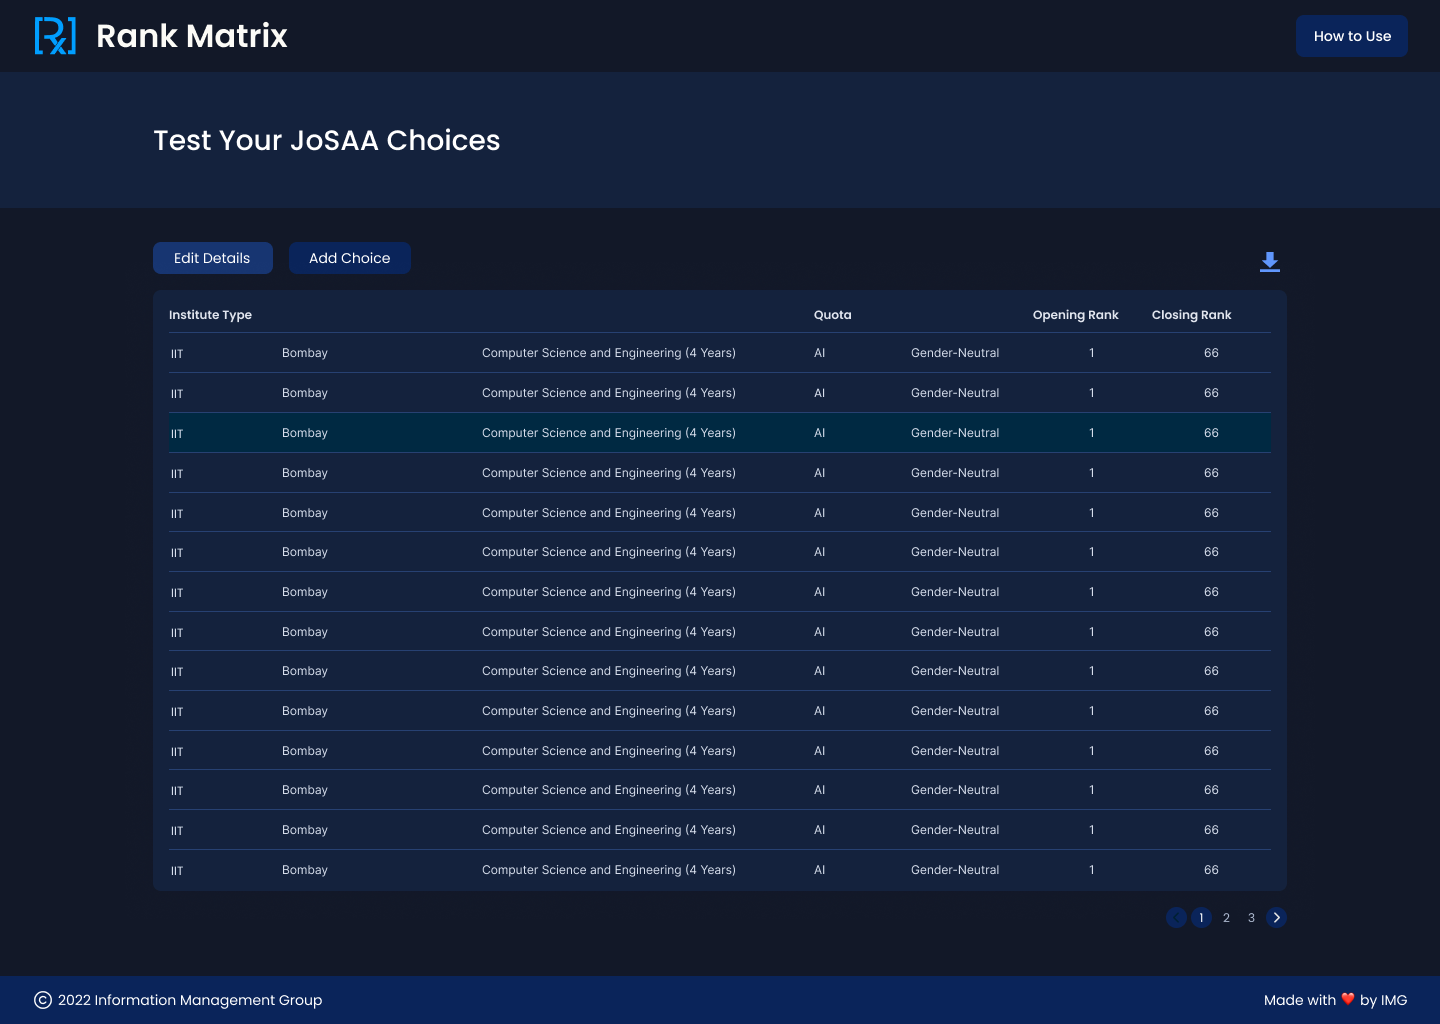 Rx Rank Matrix How to Use
Test Your JoSAA Choices
Edit Details Add Choice
Institute Type Quota Opening Rank Closing Rank
IIT Bombay Computer Science and Engineering (4 Years) AI Gender-Neutral 1 66
IIT Bombay Computer Science and Engineering (4 Years) AI Gender-Neutral 1 66
IIT Bombay Computer Science and Engineering (4 Years) AI Gender-Neutral 1 66
IIT Bombay Computer Science and Engineering (4 Years) AI Gender-Neutral 1 66
IIT Bombay Computer Science and Engineering (4 Years) AI Gender-Neutral 1 66
IIT Bombay Computer Science and Engineering (4 Years) AI Gender-Neutral 1 66
IIT Bombay Computer Science and Engineering (4 Years) AI Gender-Neutral 1 66
IIT Bombay Computer Science and Engineering (4 Years) AI Gender-Neutral 1 66
IIT Bombay Computer Science and Engineering (4 Years) AI Gender-Neutral 1 66
IIT Bombay Computer Science and Engineering (4 Years) AI Gender-Neutral 1 66
IIT Bombay Computer Science and Engineering (4 Years) AI Gender-Neutral 1 66
IIT Bombay Computer Science and Engineering (4 Years) AI Gender-Neutral 1 66
IIT Bombay Computer Science and Engineering (4 Years) AI Gender-Neutral 1 66
IIT Bombay Computer Science and Engineering (4 Years) AI Gender-Neutral 1 66
1 2 3
© 2022 Information Management Group Made with ❤️ by IMG